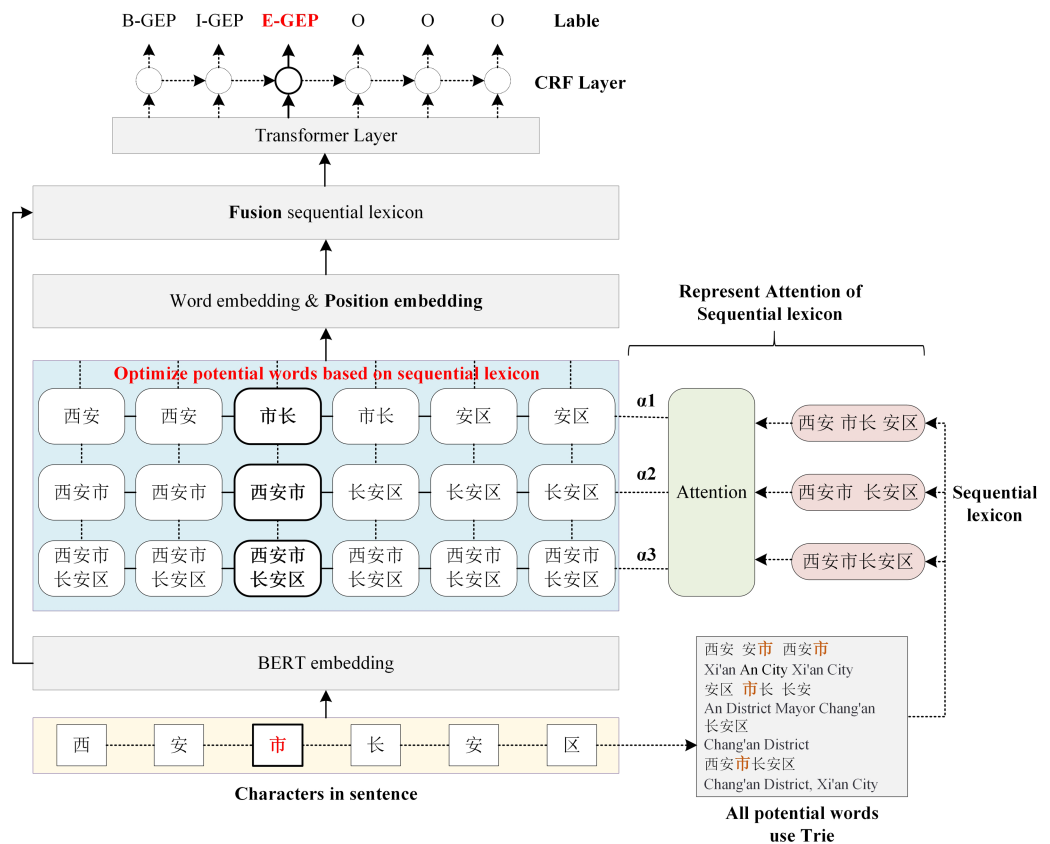 B-GEP I-GEP E-GEP O O O Lable
CRF Layer
Transformer Layer
Fusion sequential lexicon
Word embedding & Position embedding
Represent Attention of
Sequential lexicon
Optimize potential words based on sequential lexicon
西安 西安 市长 市长 安区 安区 α1 西安 市长 安区
西安市 西安市 西安市 长安区 长安区 长安区 α2 Attention 西安市 长安区
Sequential
lexicon
西安市 西安市 西安市 西安市 西安市 西安市 α3 西安市长安区
长安区 长安区 长安区 长安区 长安区 长安区
BERT embedding
西 安 市 长 安 区
Characters in sentence
西安 安市 西安市
Xi'an An City Xi'an City
安区 市长 长安
An District Mayor Chang'an
长安区
Chang'an District
西安市长安区
Chang'an District, Xi'an City
All potential words
use Trie